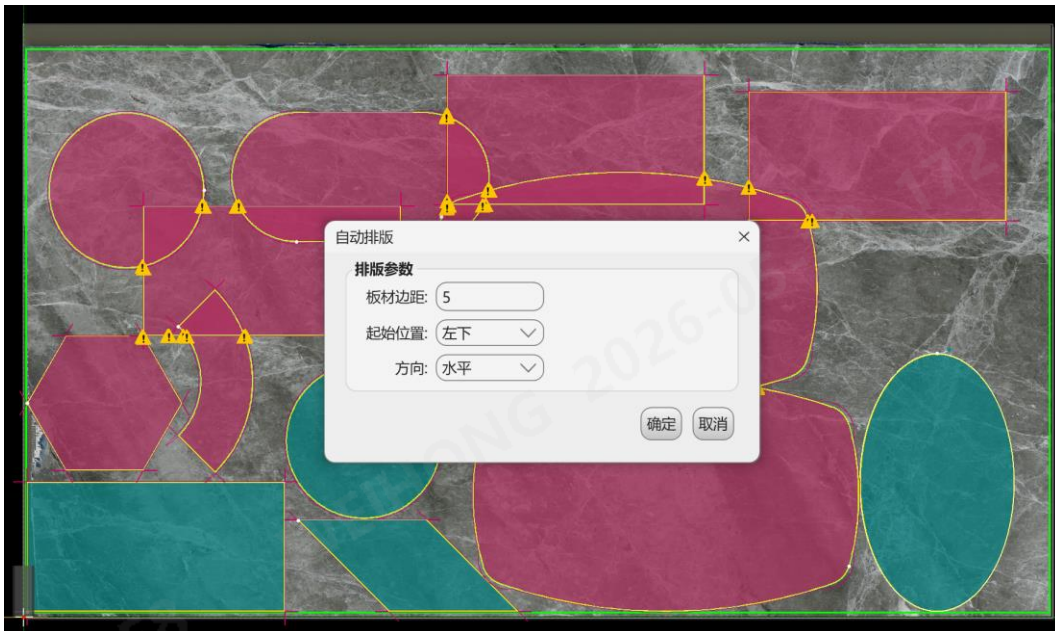 自动排版
排版参数
板材边距: 5
起始位置: 左下
方向: 水平
确定 取消